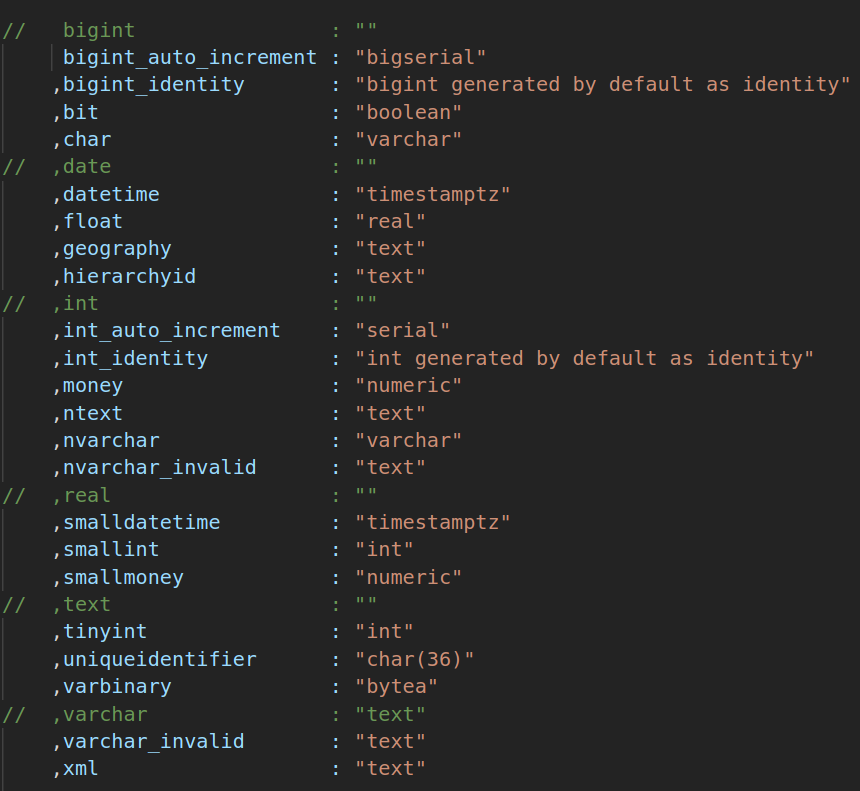 //   bigint                : ""
     bigint_auto_increment : "bigserial"
    ,bigint_identity       : "bigint generated by default as identity"
    ,bit                   : "boolean"
    ,char                  : "varchar"
//  ,date                  : ""
    ,datetime              : "timestamptz"
    ,float                 : "real"
    ,geography             : "text"
    ,hierarchyid           : "text"
//  ,int                   : ""
    ,int_auto_increment    : "serial"
    ,int_identity          : "int generated by default as identity"
    ,money                 : "numeric"
    ,ntext                 : "text"
    ,nvarchar              : "varchar"
    ,nvarchar_invalid      : "text"
//  ,real                  : ""
    ,smalldatetime         : "timestamptz"
    ,smallint              : "int"
    ,smallmoney            : "numeric"
//  ,text                  : ""
    ,tinyint               : "int"
    ,uniqueidentifier      : "char(36)"
    ,varbinary             : "bytea"
//  ,varchar               : "text"
    ,varchar_invalid       : "text"
    ,xml                   : "text"